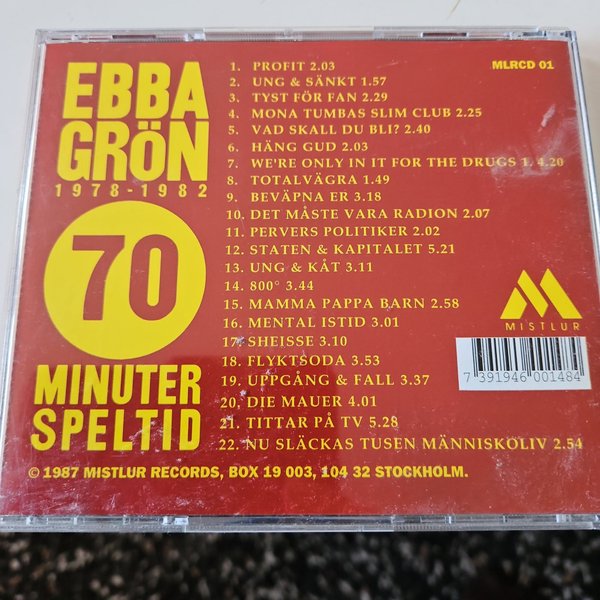 EBBA
GRÖN
1978-1982
70
MINUTER
SPELTID
1. PROFIT 2.03
2. UNG & SÄNKT 1.57
3. TYST FÖR FAN 2.29
4. MONA TUMBAS SLIM CLUB 2.25
5. VAD SKALL DU BLI? 2.40
6. HÄNG GUD 2.03
7. WE'RE ONLY IN IT FOR THE DRUGS 1. 4.20
8. TOTALVÄGRA 1.49
9. BEVÄPNA ER 3.18
10. DET MÅSTE VARA RADION 2.07
11. PERVERS POLITIKER 2.02
12. STATEN & KAPITALET 5.21
13. UNG & KÅT 3.11
14. 800° 3.44
15. MAMMA PAPPA BARN 2.58
16. MENTAL ISTID 3.01
17. SHEISSE 3.10
18. FLYKTSODA 3.53
19. UPPGÅNG & FALL 3.37
20. DIE MAUER 4.01
21. TITTAR PÅ TV 5.28
22. NU SLÄCKAS TUSEN MÄNNISKOLIV 2.54
MLRCD 01
MISTLUR
7 391946 001484
© 1987 MISTLUR RECORDS, BOX 19 003, 104 32 STOCKHOLM.